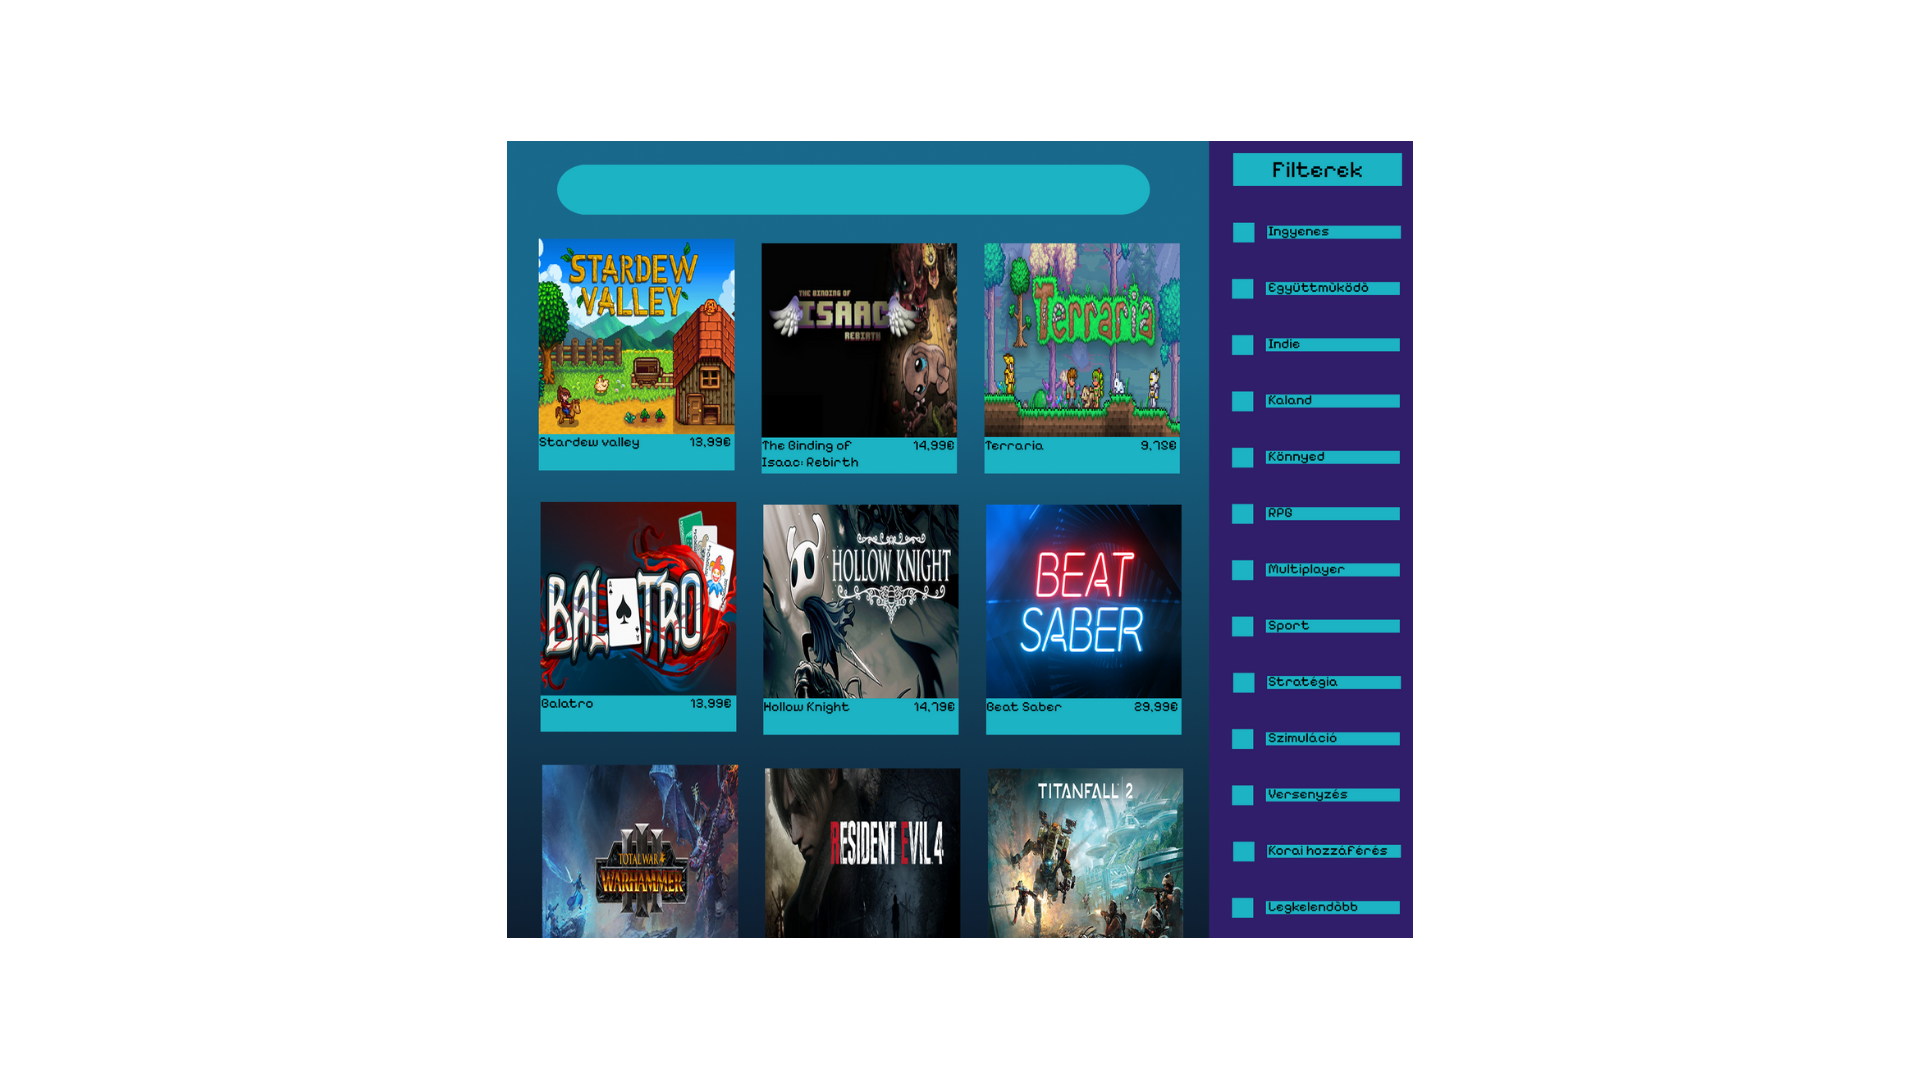 Filterek
STARDEW
VALLEY
Stardew valley 13,99€
THE BINDING OF
ISAAC
REBIRTH
The Binding of 14,99€
Isaac: Rebirth
Terraria
Terraria 9,75€
BALATRO
Balatro 13,99€
HOLLOW KNIGHT
Hollow Knight 14,79€
BEAT
SABER
Beat Saber 29,99€
TOTAL WAR
WARHAMMER
III
RESIDENT EVIL 4
TITANFALL 2
Ingyenes
Együttműködő
Indie
Kaland
Könnyed
RPG
Multiplayer
Sport
Stratégia
Szimuláció
Versenyzés
Korai hozzáférés
Legkelendőbb